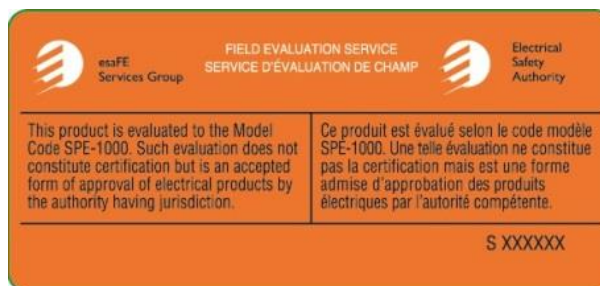 esaFE
Services Group
FIELD EVALUATION SERVICE
SERVICE D'ÉVALUATION DE CHAMP
Electrical
Safety
Authority
This product is evaluated to the Model
Code SPE-1000. Such evaluation does not
constitute certification but is an accepted
form of approval of electrical products by
the authority having jurisdiction.
Ce produit est évalué selon le code modèle
SPE-1000. Une telle évaluation ne constitue
pas la certification mais est une forme
admise d'approbation des produits
électriques par l'autorité compétente.
S XXXXXX